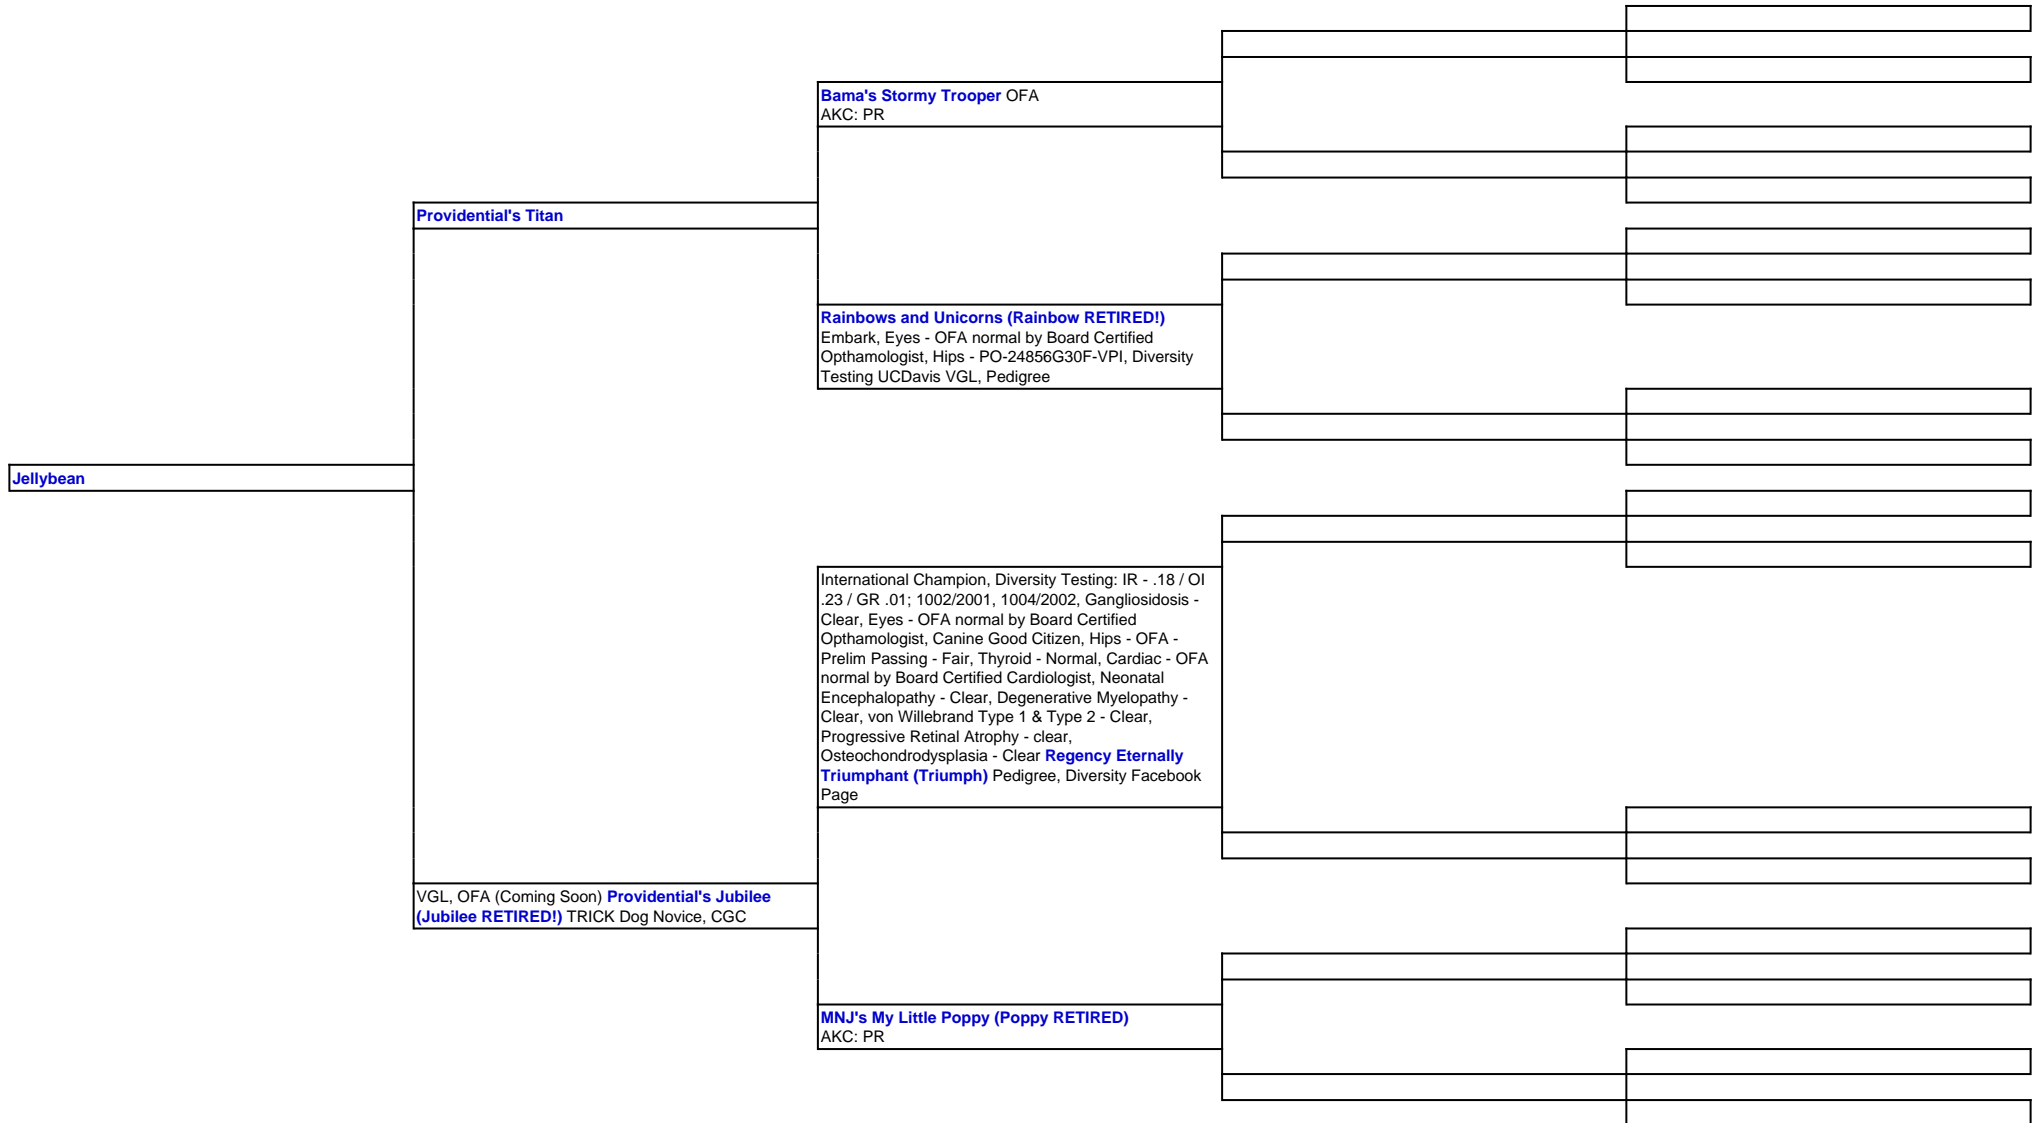 Bama's Stormy Trooper OFA
AKC: PR
Providential's Titan
Rainbows and Unicorns (Rainbow RETIRED!)
Embark, Eyes - OFA normal by Board Certified
Opthamologist, Hips - PO-24856G30F-VPI, Diversity
Testing UCDavis VGL, Pedigree
Jellybean
International Champion, Diversity Testing: IR - .18 / OI
.23 / GR .01; 1002/2001, 1004/2002, Gangliosidosis -
Clear, Eyes - OFA normal by Board Certified
Opthamologist, Canine Good Citizen, Hips - OFA -
Prelim Passing - Fair, Thyroid - Normal, Cardiac - OFA
normal by Board Certified Cardiologist, Neonatal
Encephalopathy - Clear, Degenerative Myelopathy -
Clear, von Willebrand Type 1 & Type 2 - Clear,
Progressive Retinal Atrophy - clear,
Osteochondrodysplasia - Clear Regency Eternally
Triumphant (Triumph) Pedigree, Diversity Facebook
Page
VGL, OFA (Coming Soon) Providential's Jubilee
(Jubilee RETIRED!) TRICK Dog Novice, CGC
MNJ's My Little Poppy (Poppy RETIRED)
AKC: PR